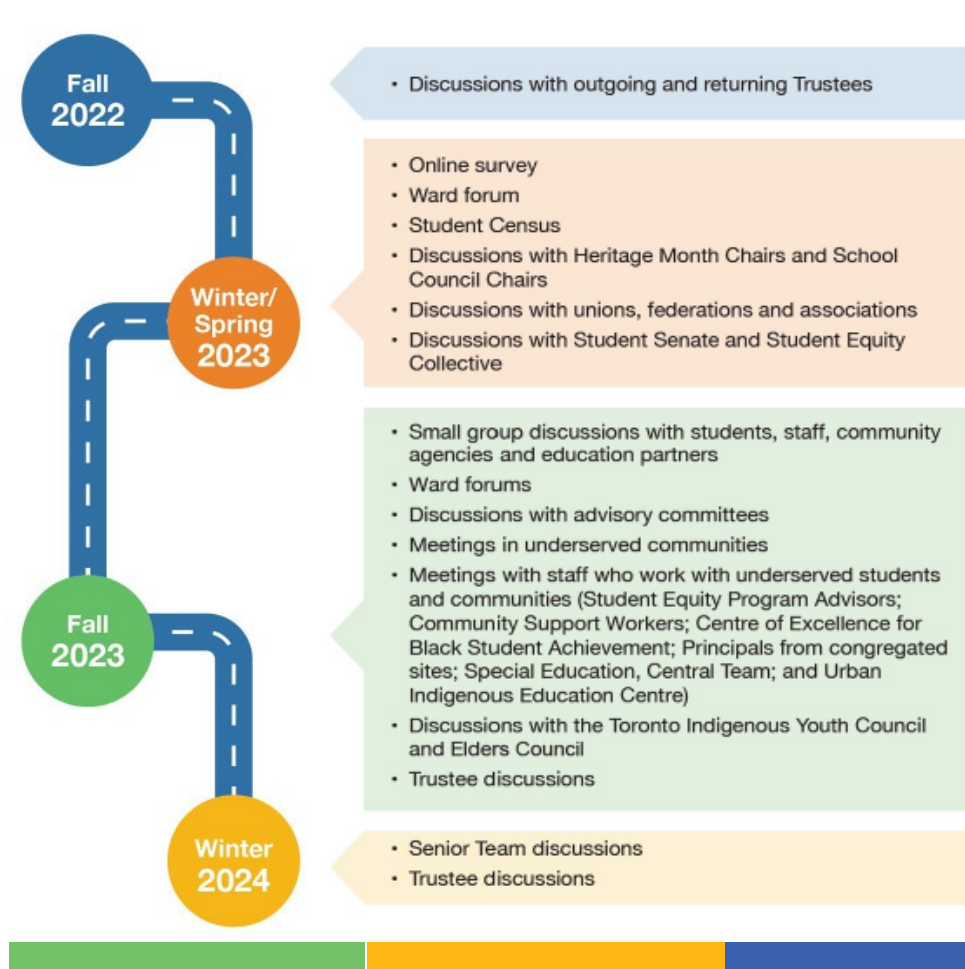 Fall
2022
• Discussions with outgoing and returning Trustees
Winter/
Spring
2023
• Online survey
• Ward forum
• Student Census
• Discussions with Heritage Month Chairs and School
Council Chairs
• Discussions with unions, federations and associations
• Discussions with Student Senate and Student Equity
Collective
Fall
2023
• Small group discussions with students, staff, community
agencies and education partners
• Ward forums
• Discussions with advisory committees
• Meetings in underserved communities
• Meetings with staff who work with underserved students
and communities (Student Equity Program Advisors;
Community Support Workers; Centre of Excellence for
Black Student Achievement; Principals from congregated
sites; Special Education, Central Team; and Urban
Indigenous Education Centre)
• Discussions with the Toronto Indigenous Youth Council
and Elders Council
• Trustee discussions
Winter
2024
• Senior Team discussions
• Trustee discussions